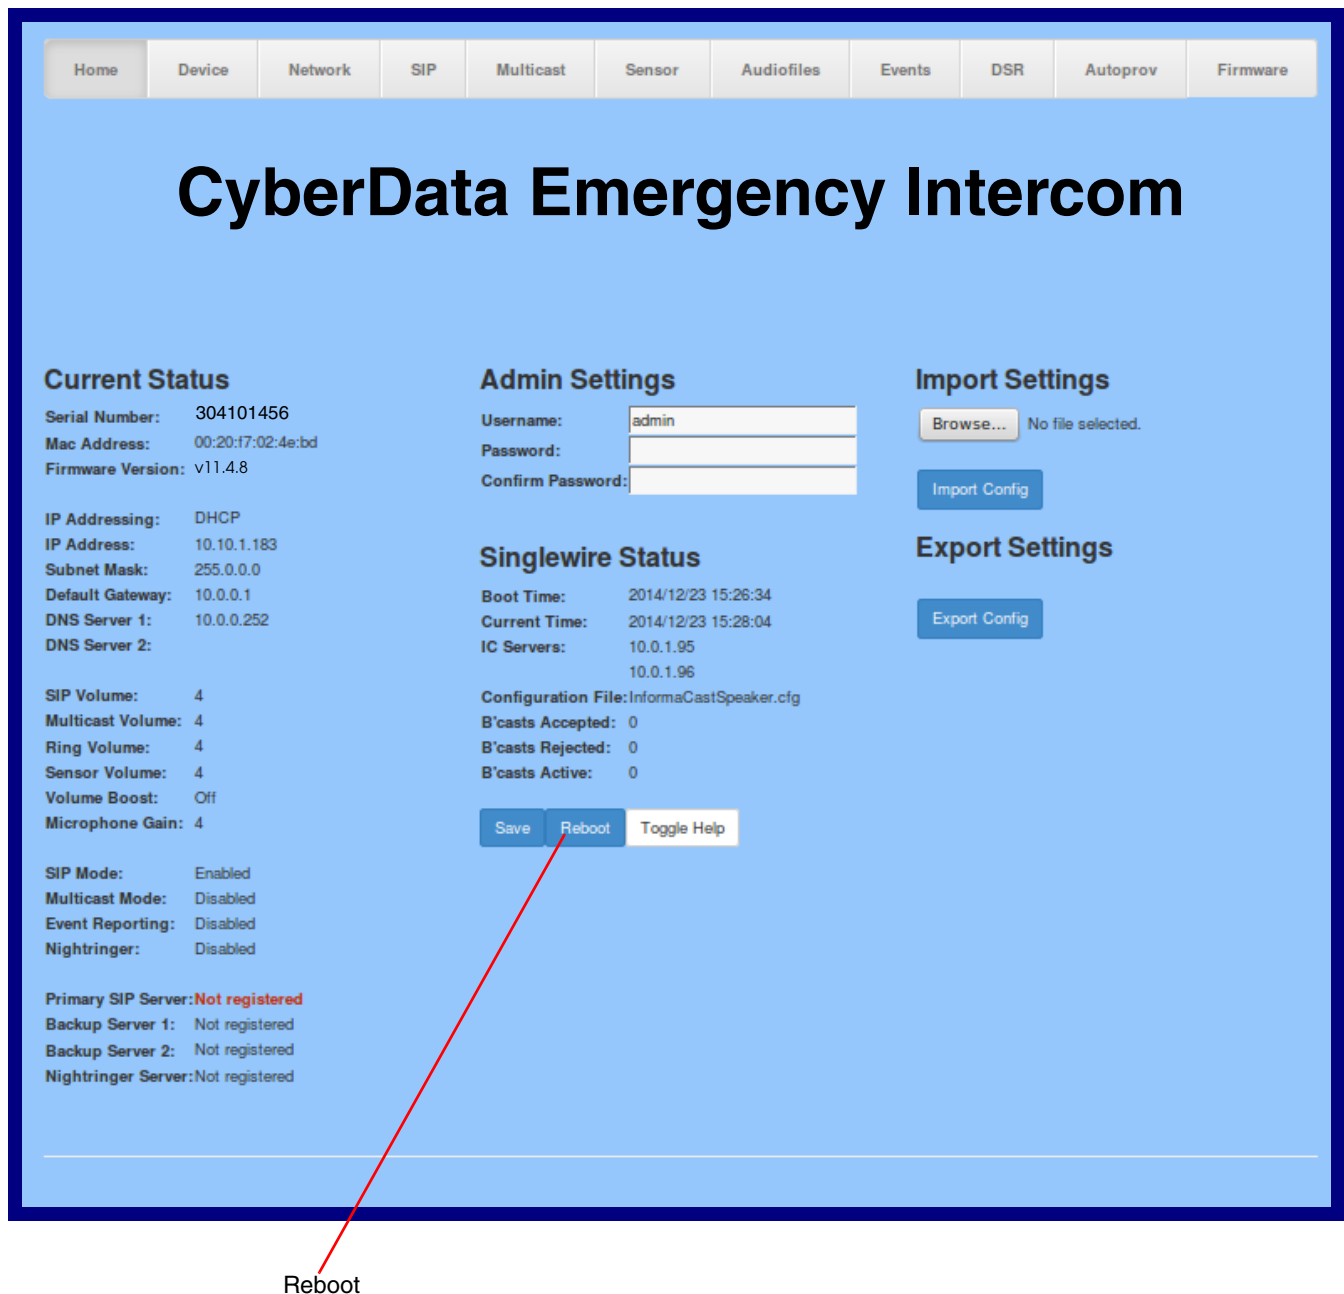 Home Device Network SIP Multicast Sensor Audiofiles Events DSR Autoprov Firmware
CyberData Emergency Intercom
Current Status
Serial Number: 304101456
Mac Address: 00:20:f7:02:4e:bd
Firmware Version: v11.4.8
IP Addressing: DHCP
IP Address: 10.10.1.183
Subnet Mask: 255.0.0.0
Default Gateway: 10.0.0.1
DNS Server 1: 10.0.0.252
DNS Server 2:
SIP Volume: 4
Multicast Volume: 4
Ring Volume: 4
Sensor Volume: 4
Volume Boost: Off
Microphone Gain: 4
SIP Mode: Enabled
Multicast Mode: Disabled
Event Reporting: Disabled
Nightringer: Disabled
Primary SIP Server: Not registered
Backup Server 1: Not registered
Backup Server 2: Not registered
Nightringer Server: Not registered
Admin Settings
Username: admin
Password:
Confirm Password:
Singlewire Status
Boot Time: 2014/12/23 15:26:34
Current Time: 2014/12/23 15:28:04
IC Servers: 10.0.1.95
10.0.1.96
Configuration File: InformaCastSpeaker.cfg
B'casts Accepted: 0
B'casts Rejected: 0
B'casts Active: 0
Save Reboot Toggle Help
Import Settings
Browse... No file selected.
Import Config
Export Settings
Export Config
Reboot